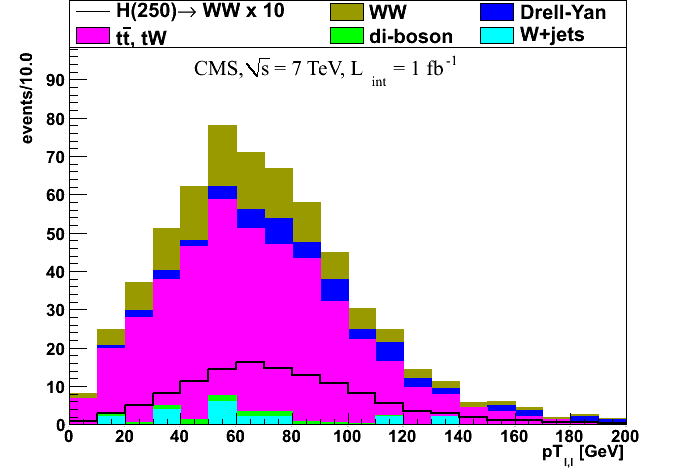 H(250)→ WW x 10 WW Drell-Yan
tt̄, tW di-boson W+jets
CMS, √s = 7 TeV, L int = 1 fb-1
events/10.0
90
80
70
60
50
40
30
20
10
0
0 20 40 60 80 100 120 140 160 180 200
pT l,l [GeV]